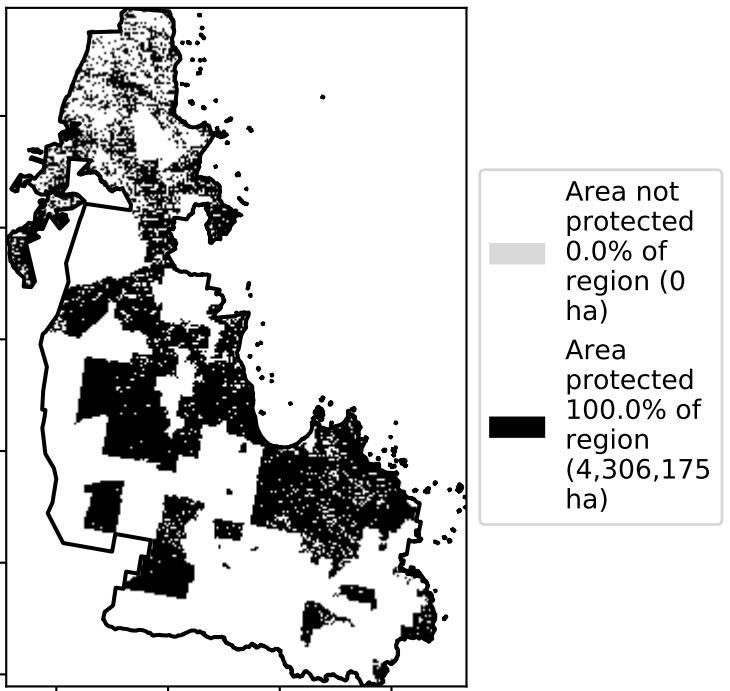 Area not
protected
0.0% of
region (0
ha)
Area
protected
100.0% of
region
(4,306,175
ha)